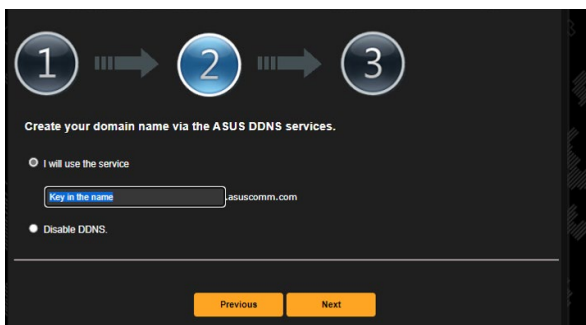 1 2 3
Create your domain name via the ASUS DDNS services.
I will use the service
Key in the name .asuscomm.com
Disable DDNS.
Previous Next